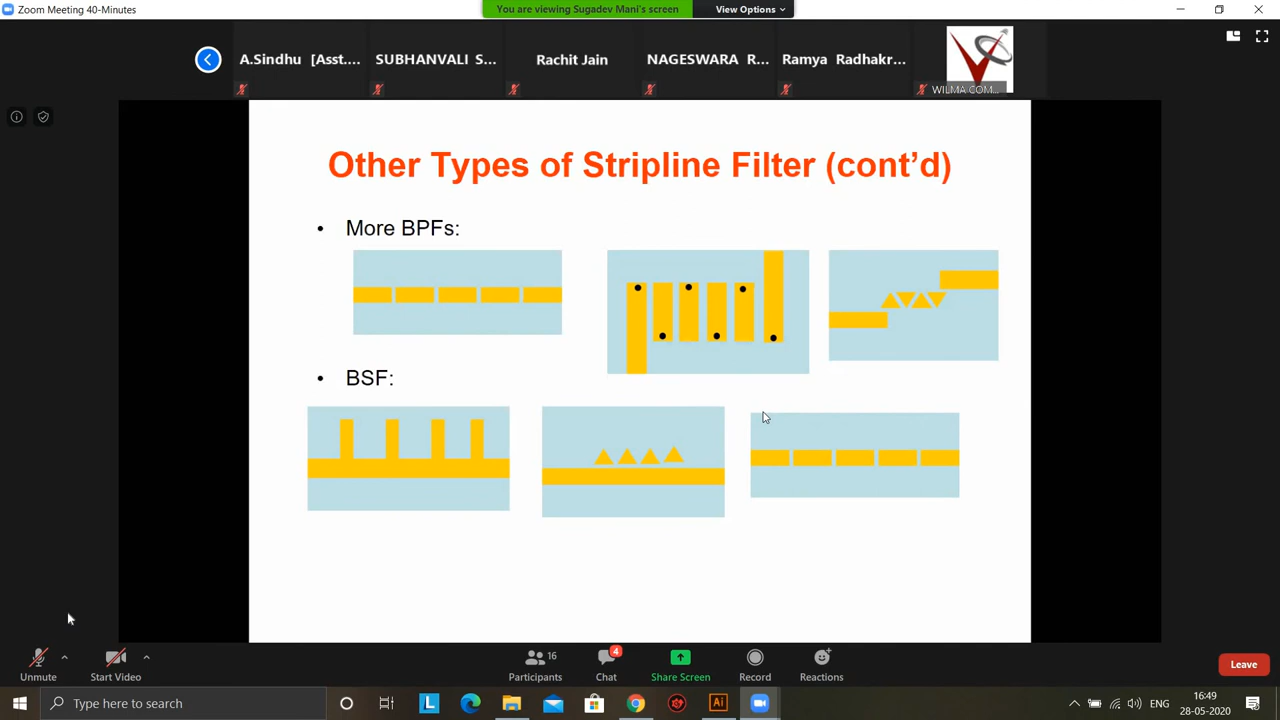 Zoom Meeting 40-Minutes
You are viewing Sugadev Mani's screen
View Options
A.Sindhu [Asst....
SUBHANVALI S...
Rachit Jain
NAGESWARA R...
Ramya Radhakr...
WILMA COM...
Other Types of Stripline Filter (cont'd)
• More BPFs:
• BSF:
Unmute
Start Video
16
Participants
4
Chat
Share Screen
Record
Reactions
Leave
Type here to search
L
Ai
ENG
16:49
28-05-2020